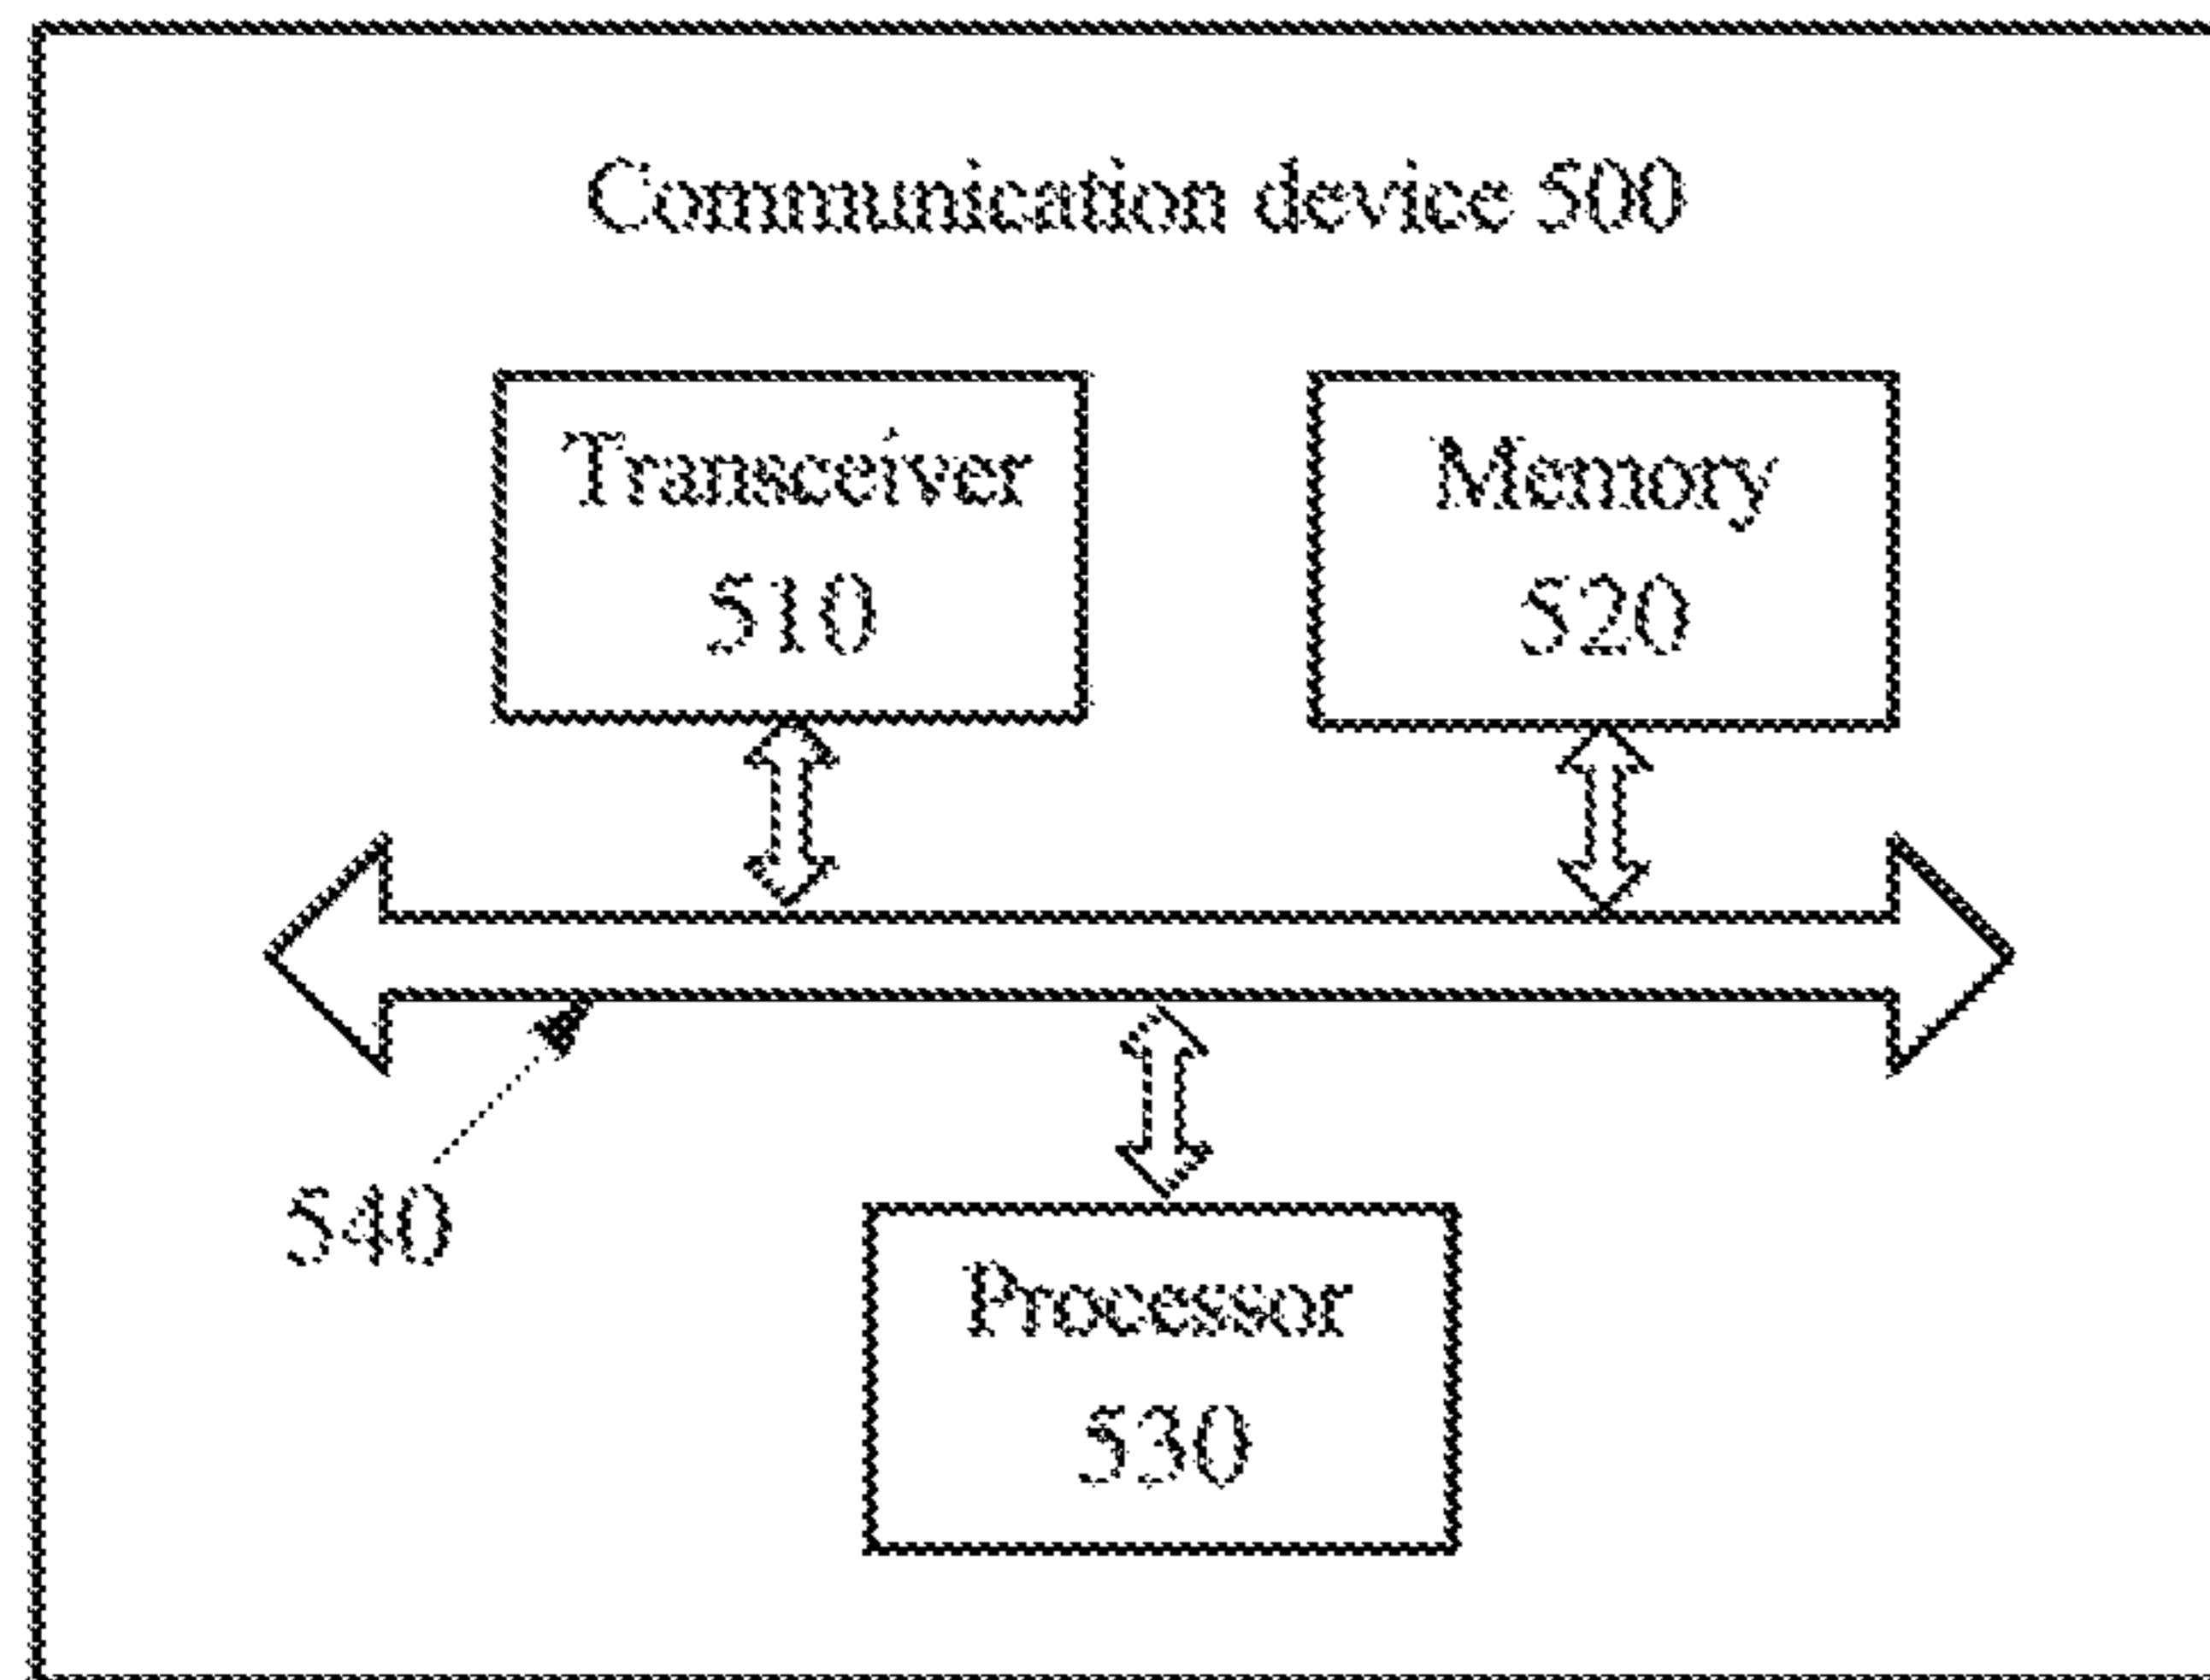 Communication device 500
Transceiver
510
Memory
520
540
Processor
530